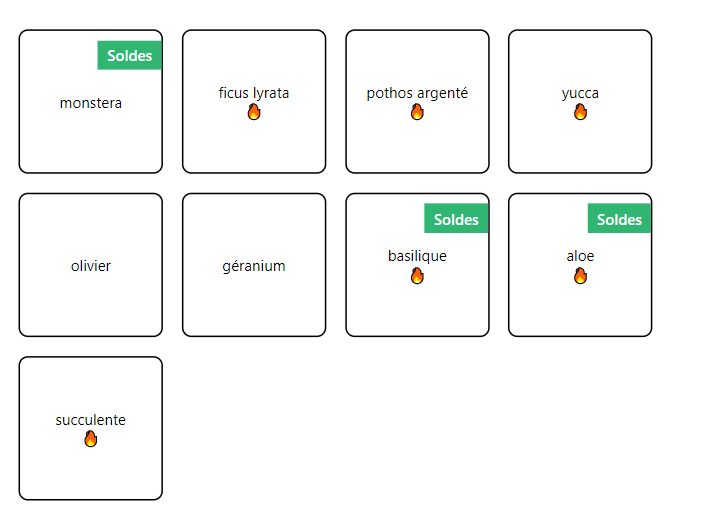 Soldes
monstera
ficus lyrata
🔥
pothos argenté
🔥
yucca
🔥
olivier
géranium
Soldes
basilique
🔥
Soldes
aloe
🔥
succulente
🔥